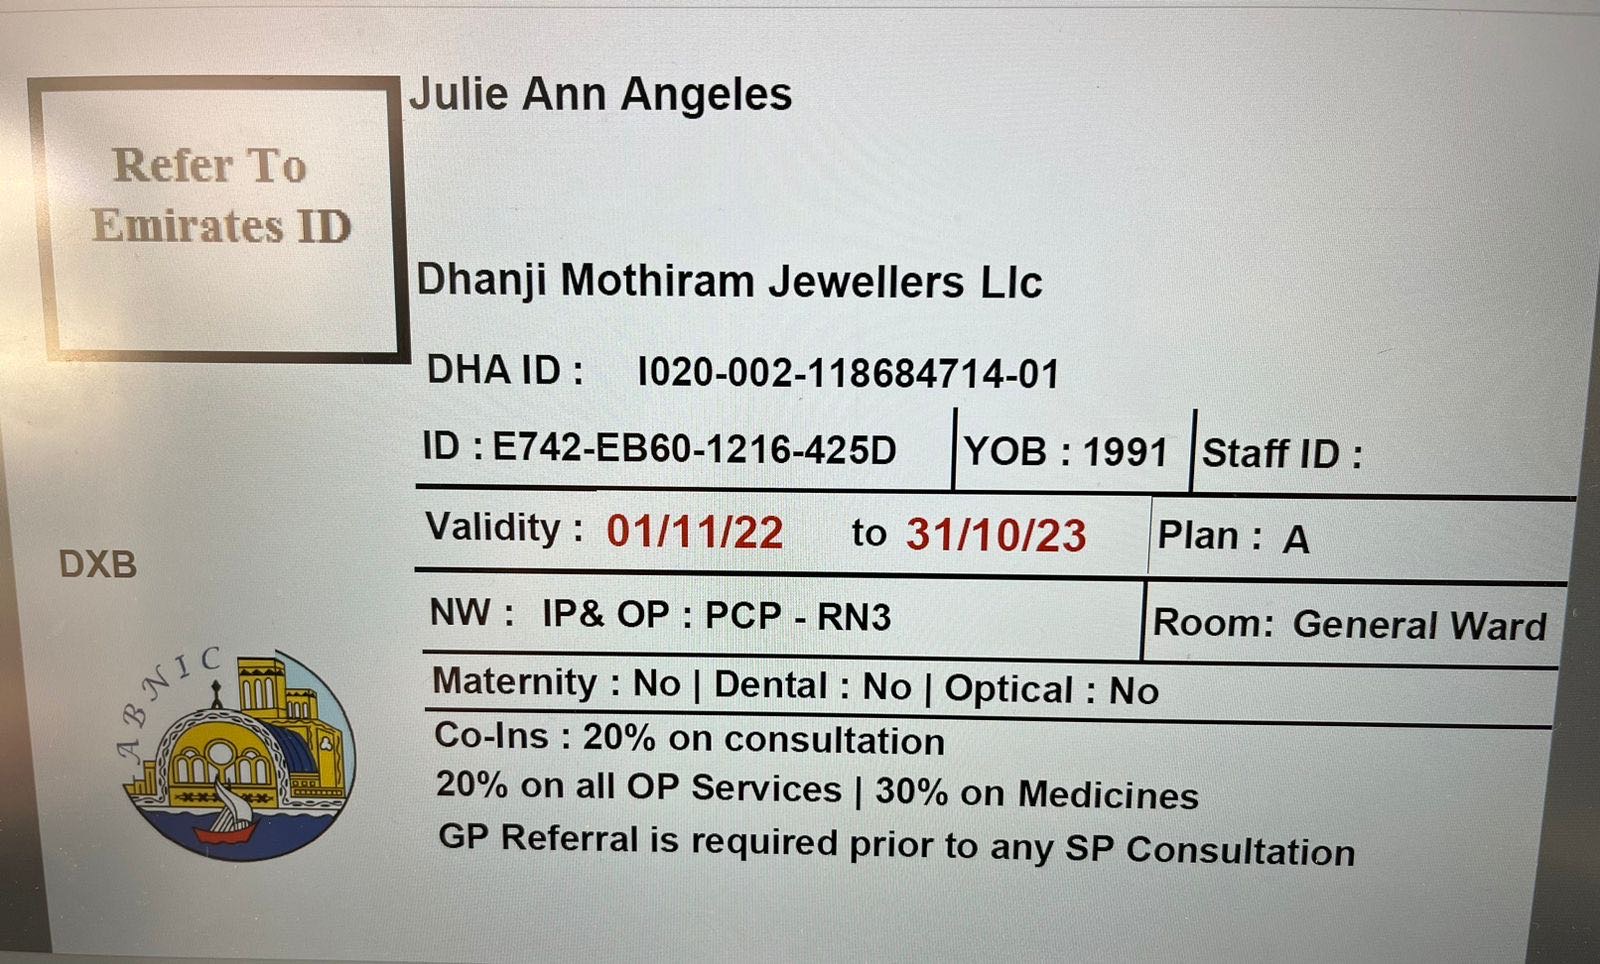 Julie Ann Angeles
Refer To
Emirates ID
Dhanji Mothiram Jewellers Llc
DHA ID : I020-002-118684714-01
ID : E742-EB60-1216-425D YOB : 1991 Staff ID :
Validity : 01/11/22 to 31/10/23 Plan : A
DXB
NW : IP& OP : PCP - RN3 Room: General Ward
ABNIC
Maternity : No | Dental : No | Optical : No
Co-Ins : 20% on consultation
20% on all OP Services | 30% on Medicines
GP Referral is required prior to any SP Consultation